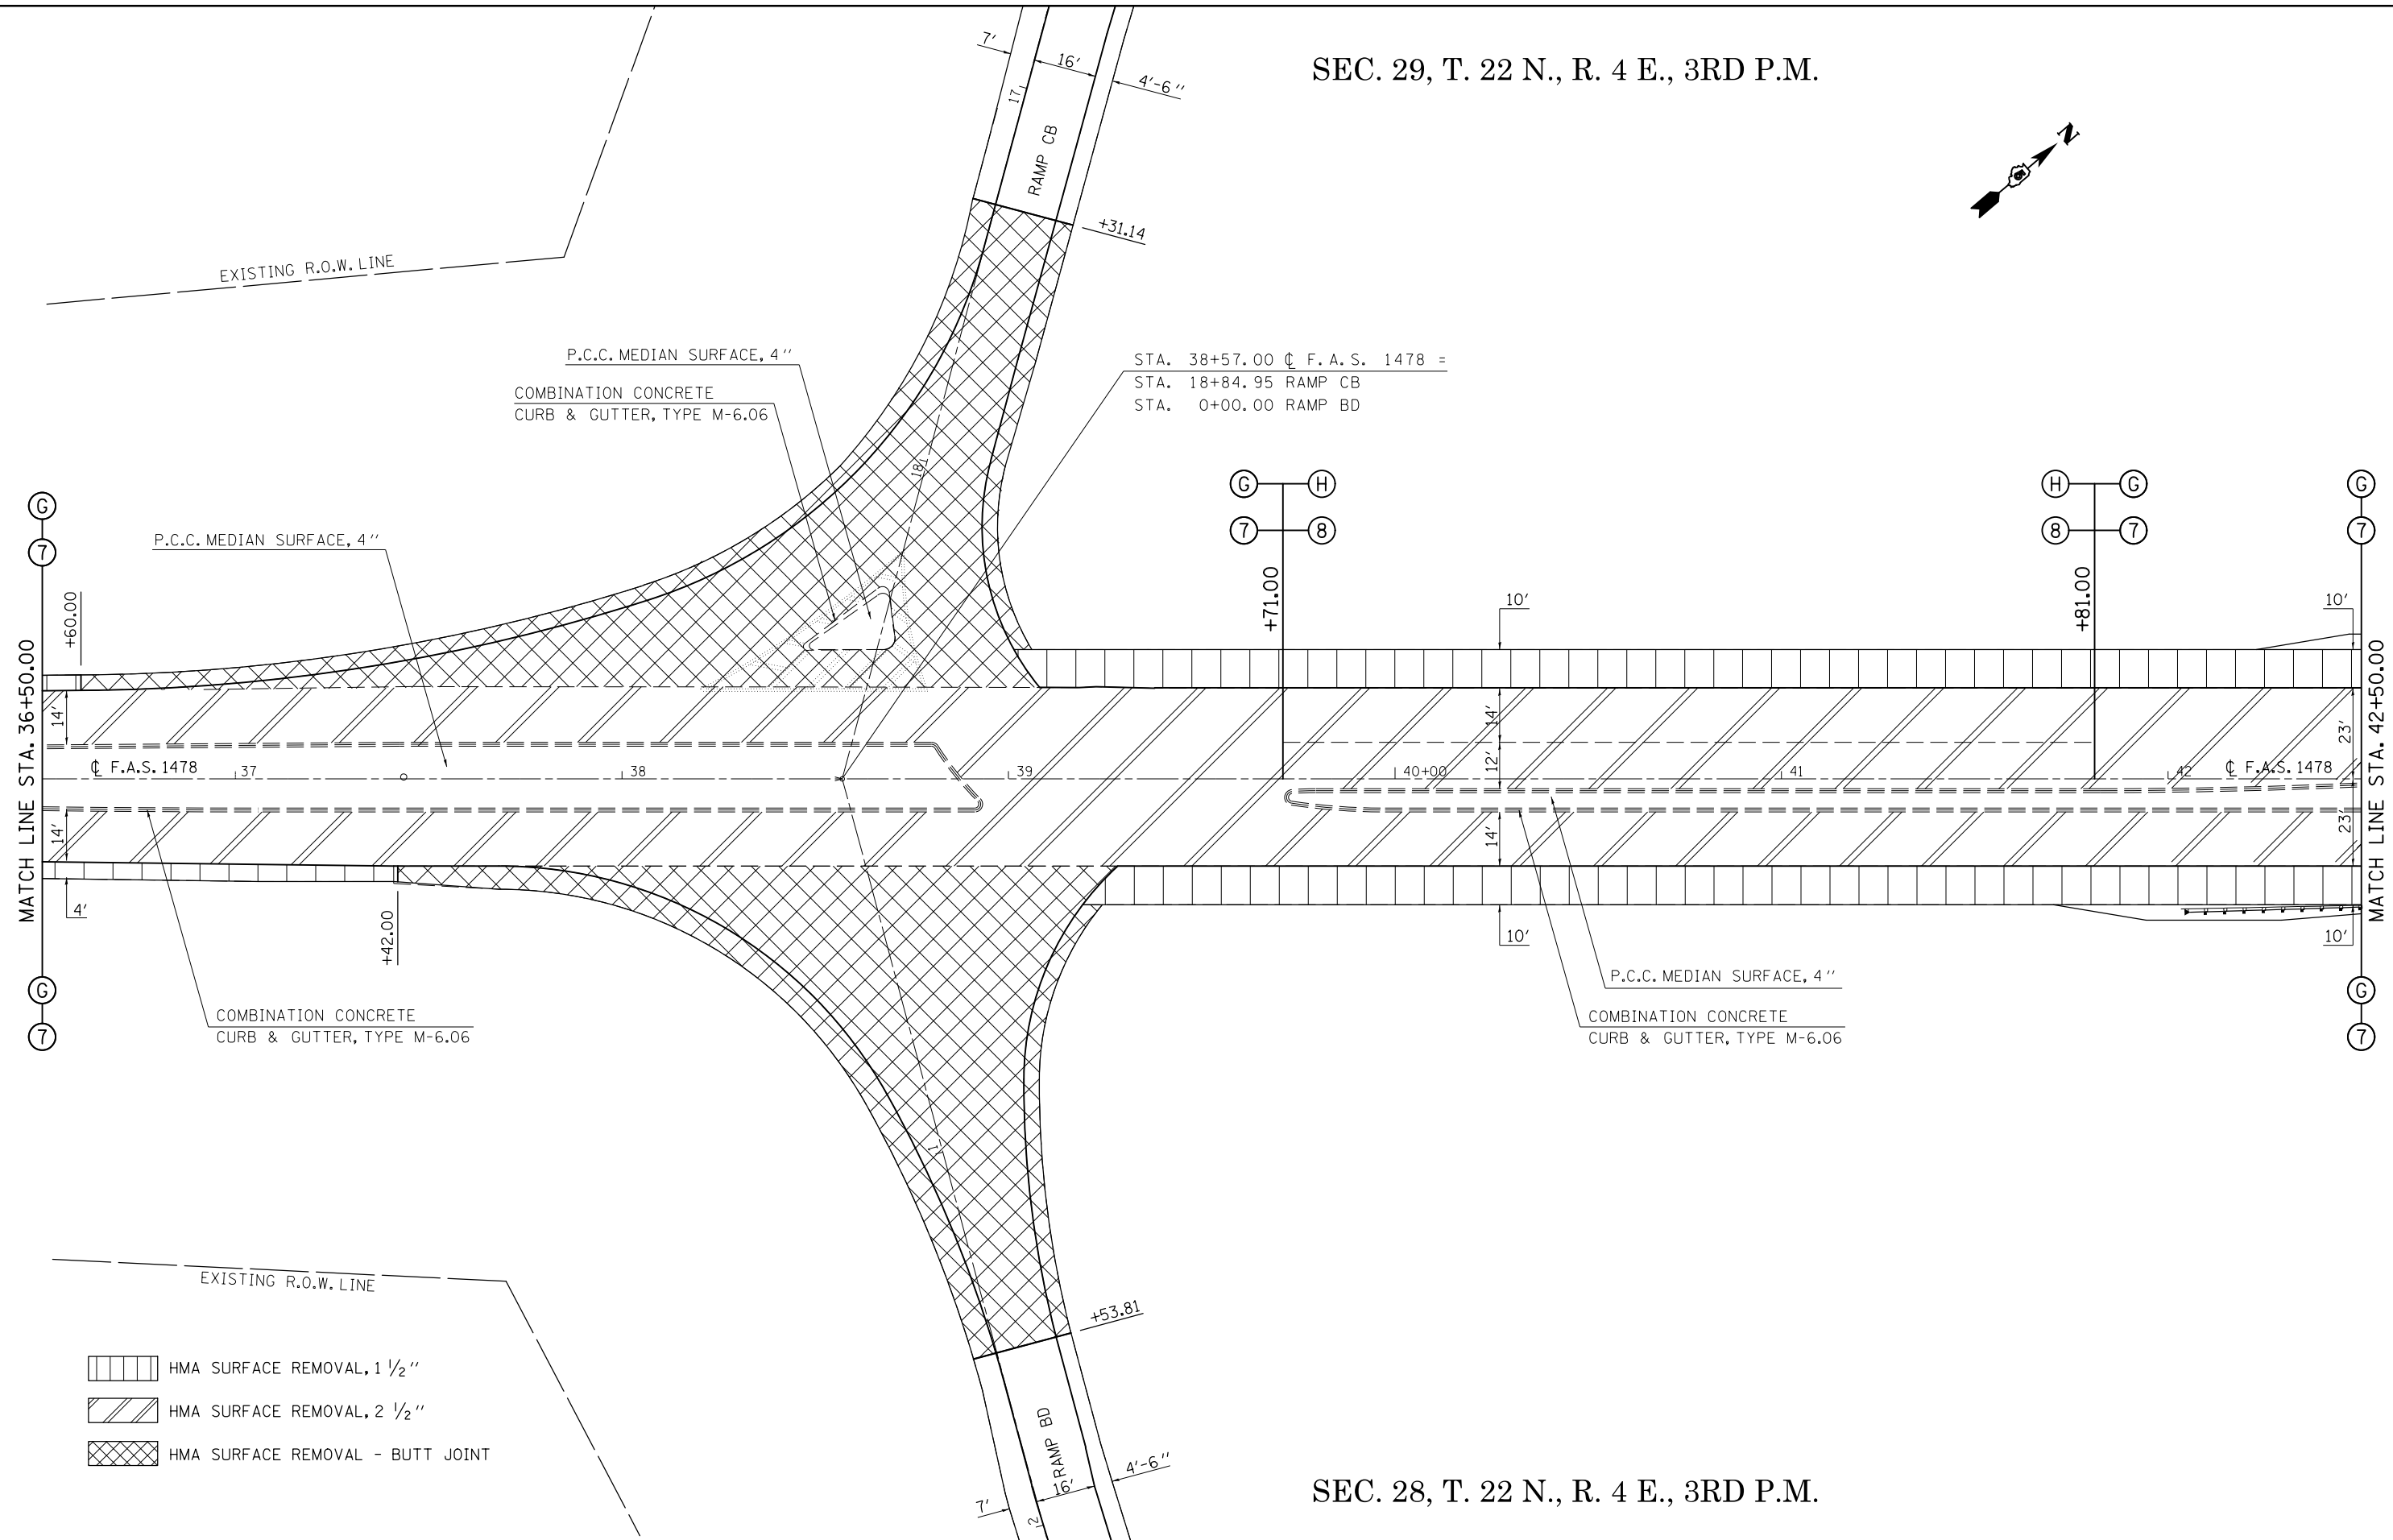 7'
16'
4'-6"
17
RAMP CB
SEC. 29, T. 22 N., R. 4 E., 3RD P.M.
N
+31.14
EXISTING R.O.W. LINE
P.C.C. MEDIAN SURFACE, 4"
COMBINATION CONCRETE
CURB & GUTTER, TYPE M-6.06
STA. 38+57.00 ℄ F.A.S. 1478 =
STA. 18+84.95 RAMP CB
STA. 0+00.00 RAMP BD
18
G
7
G H
7 8
H G
8 7
G
7
P.C.C. MEDIAN SURFACE, 4"
+60.00
+71.00
+81.00
10'
10'
MATCH LINE STA. 36+50.00
14'
14'
23'
MATCH LINE STA. 42+50.00
℄ F.A.S. 1478
37
38
39
40+00
12'
41
42
℄ F.A.S. 1478
14'
14'
23'
4'
+42.00
10'
10'
G
7
COMBINATION CONCRETE
CURB & GUTTER, TYPE M-6.06
P.C.C. MEDIAN SURFACE, 4"
COMBINATION CONCRETE
CURB & GUTTER, TYPE M-6.06
G
7
1
EXISTING R.O.W. LINE
+53.81
HMA SURFACE REMOVAL, 1 1/2"
HMA SURFACE REMOVAL, 2 1/2"
HMA SURFACE REMOVAL - BUTT JOINT
RAMP BD
7'
16'
4'-6"
2
SEC. 28, T. 22 N., R. 4 E., 3RD P.M.